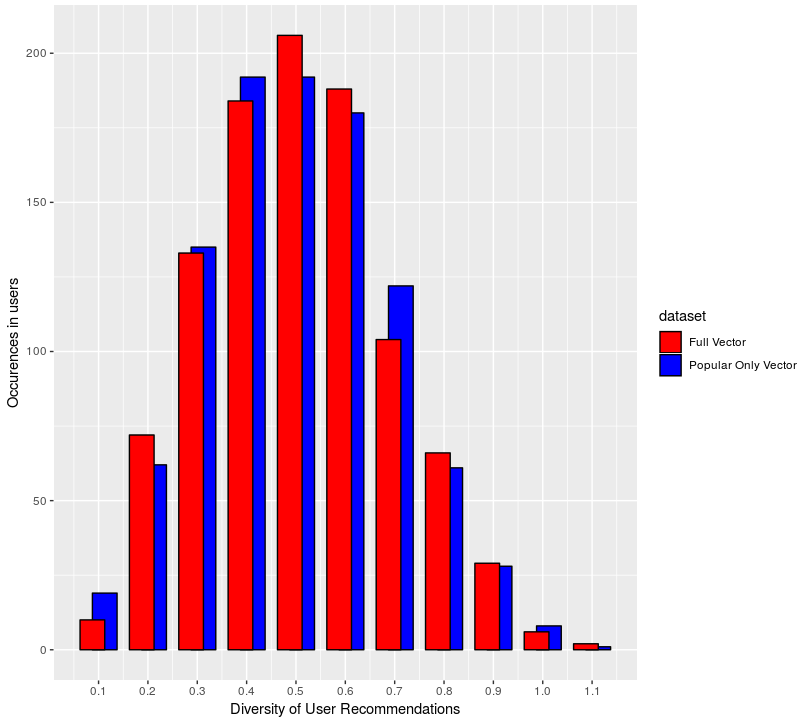 200
150
100
50
0
Occurences in users
0.1 0.2 0.3 0.4 0.5 0.6 0.7 0.8 0.9 1.0 1.1
Diversity of User Recommendations
dataset
Full Vector
Popular Only Vector